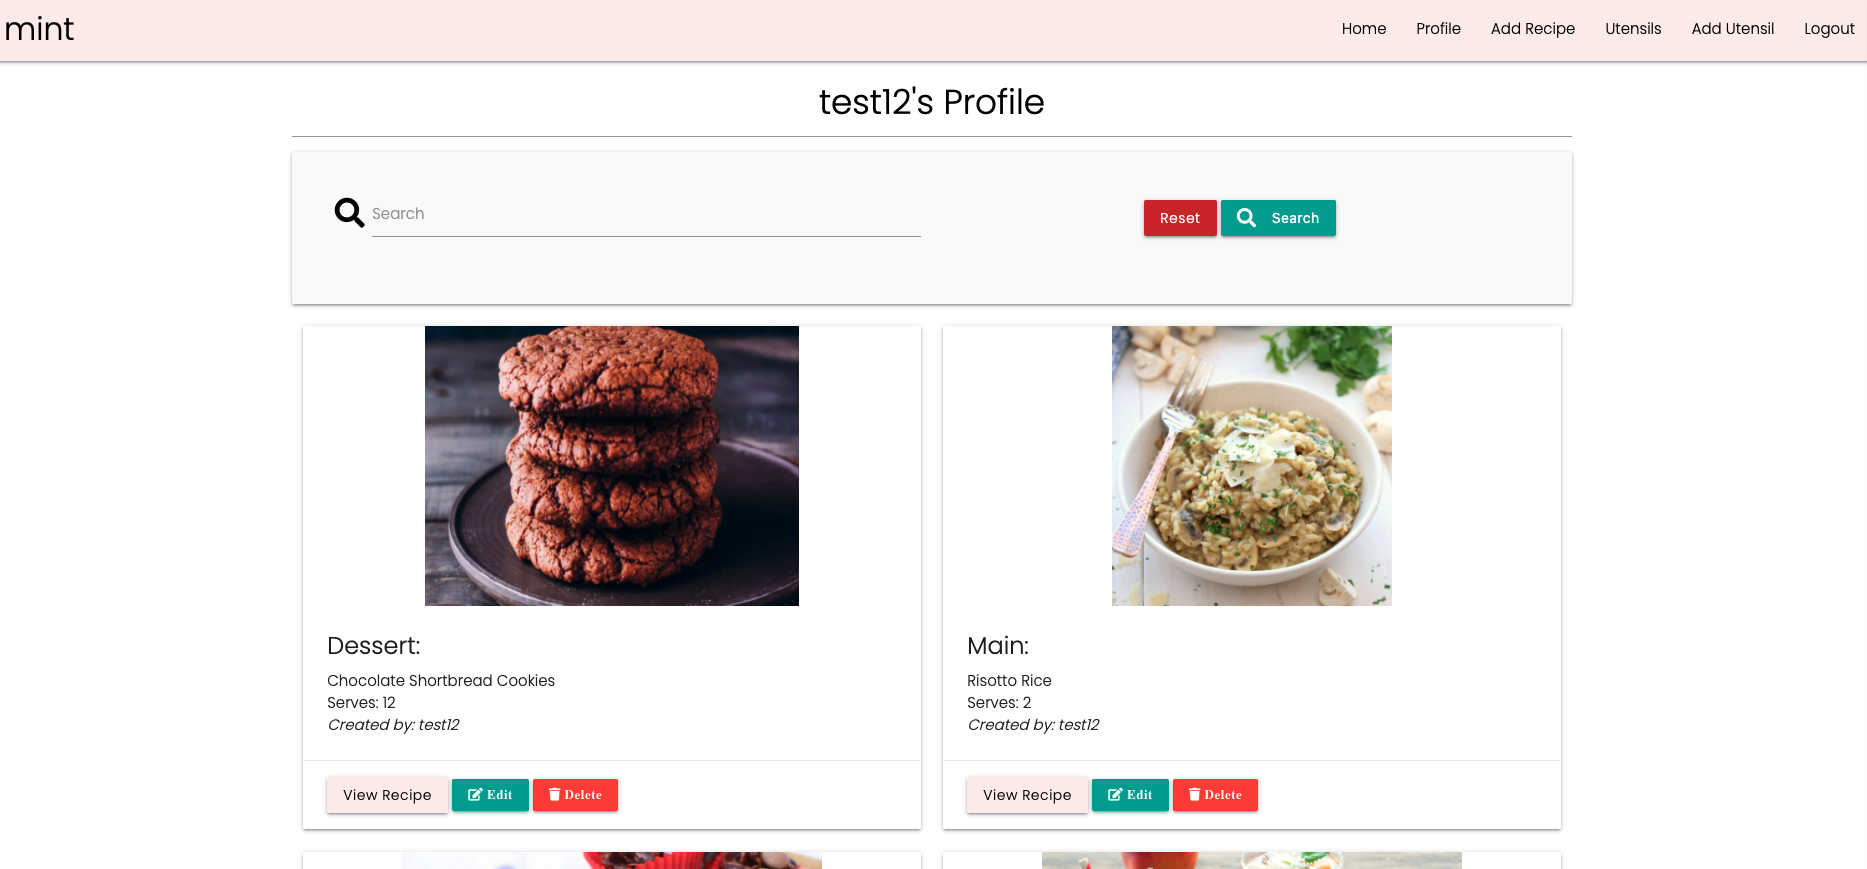 mint
Home Profile Add Recipe Utensils Add Utensil Logout
test12's Profile
Search Reset Search
Dessert:
Chocolate Shortbread Cookies
Serves: 12
Created by: test12
View Recipe Edit Delete
Main:
Risotto Rice
Serves: 2
Created by: test12
View Recipe Edit Delete